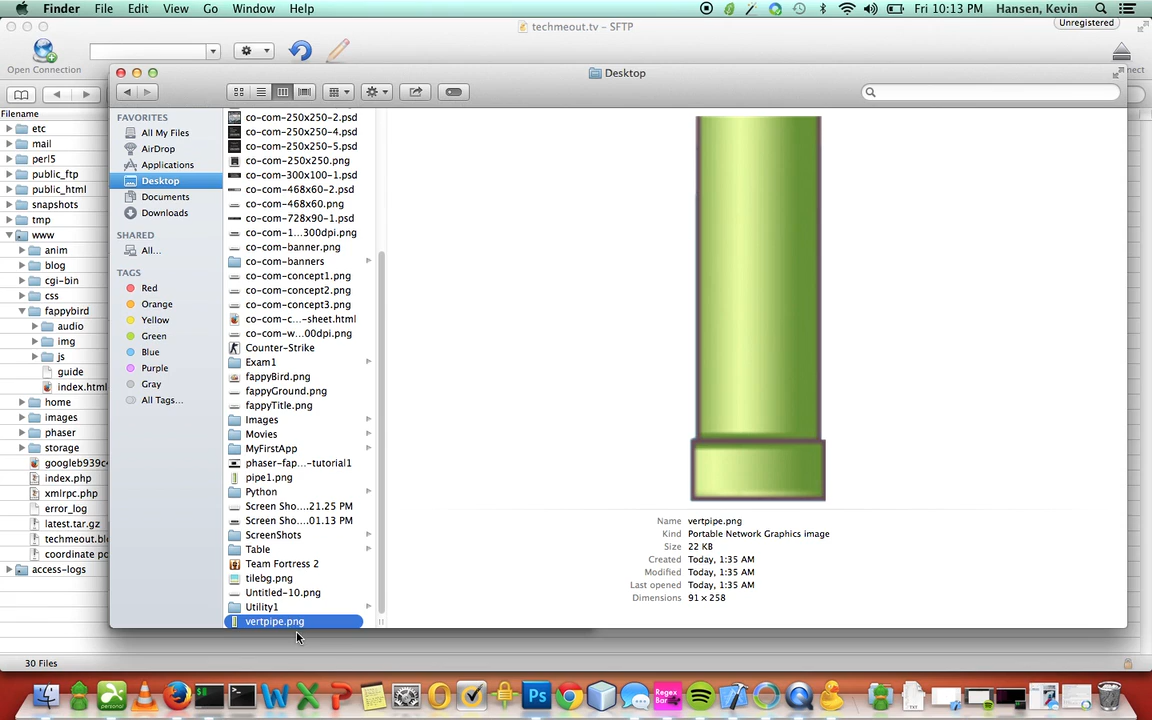 Finder File Edit View Go Window Help Fri 10:13 PM Hansen, Kevin
techmeout.tv – SFTP
Unregistered
Open Connection
Desktop
Filename
etc
mail
perl5
public_ftp
public_html
snapshots
tmp
www
anim
blog
cgi-bin
css
fappybird
audio
img
js
guide
index.html
home
images
phaser
storage
index.php
xmlrpc.php
error_log
latest.tar.gz
access-logs
30 Files
FAVORITES
All My Files
AirDrop
Applications
Desktop
Documents
Downloads
SHARED
All...
TAGS
Red
Orange
Yellow
Green
Blue
Purple
Gray
All Tags...
co-com-250x250-2.psd
co-com-250x250-4.psd
co-com-250x250-5.psd
co-com-250x250.png
co-com-300x100-1.psd
co-com-468x60-2.psd
co-com-468x60.png
co-com-728x90-1.psd
co-com-1...300dpi.png
co-com-banner.png
co-com-banners
co-com-concept1.png
co-com-concept2.png
co-com-concept3.png
co-com-c...-sheet.html
co-com-w...00dpi.png
Counter-Strike
Exam1
fappyBird.png
fappyGround.png
fappyTitle.png
Images
Movies
MyFirstApp
phaser-fap...-tutorial1
pipe1.png
Python
Screen Sho....21.25 PM
Screen Sho....01.13 PM
ScreenShots
Table
Team Fortress 2
tilebg.png
Untitled-10.png
Utility1
vertpipe.png
Name vertpipe.png
Kind Portable Network Graphics image
Size 22 KB
Created Today, 1:35 AM
Modified Today, 1:35 AM
Last opened Today, 1:35 AM
Dimensions 91 × 258